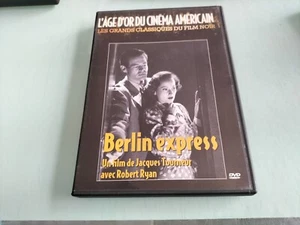 L'ÂGE D'OR DU CINÉMA AMÉRICAIN
LES GRANDS CLASSIQUES DU FILM NOIR
Berlin express
Un film de Jacques Tourneur
avec Robert Ryan
DVD